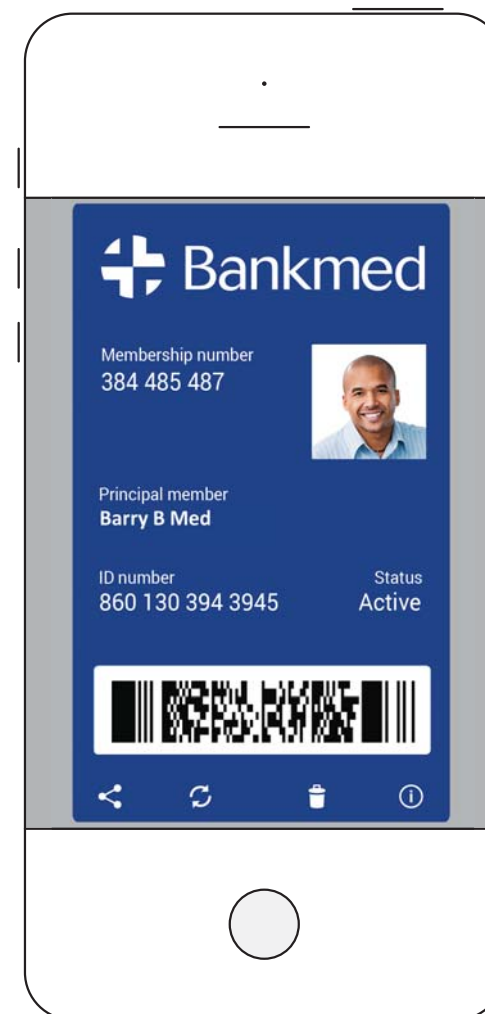 Bankmed
Membership number
384 485 487
Principal member
Barry B Med
ID number
860 130 394 3945
Status
Active